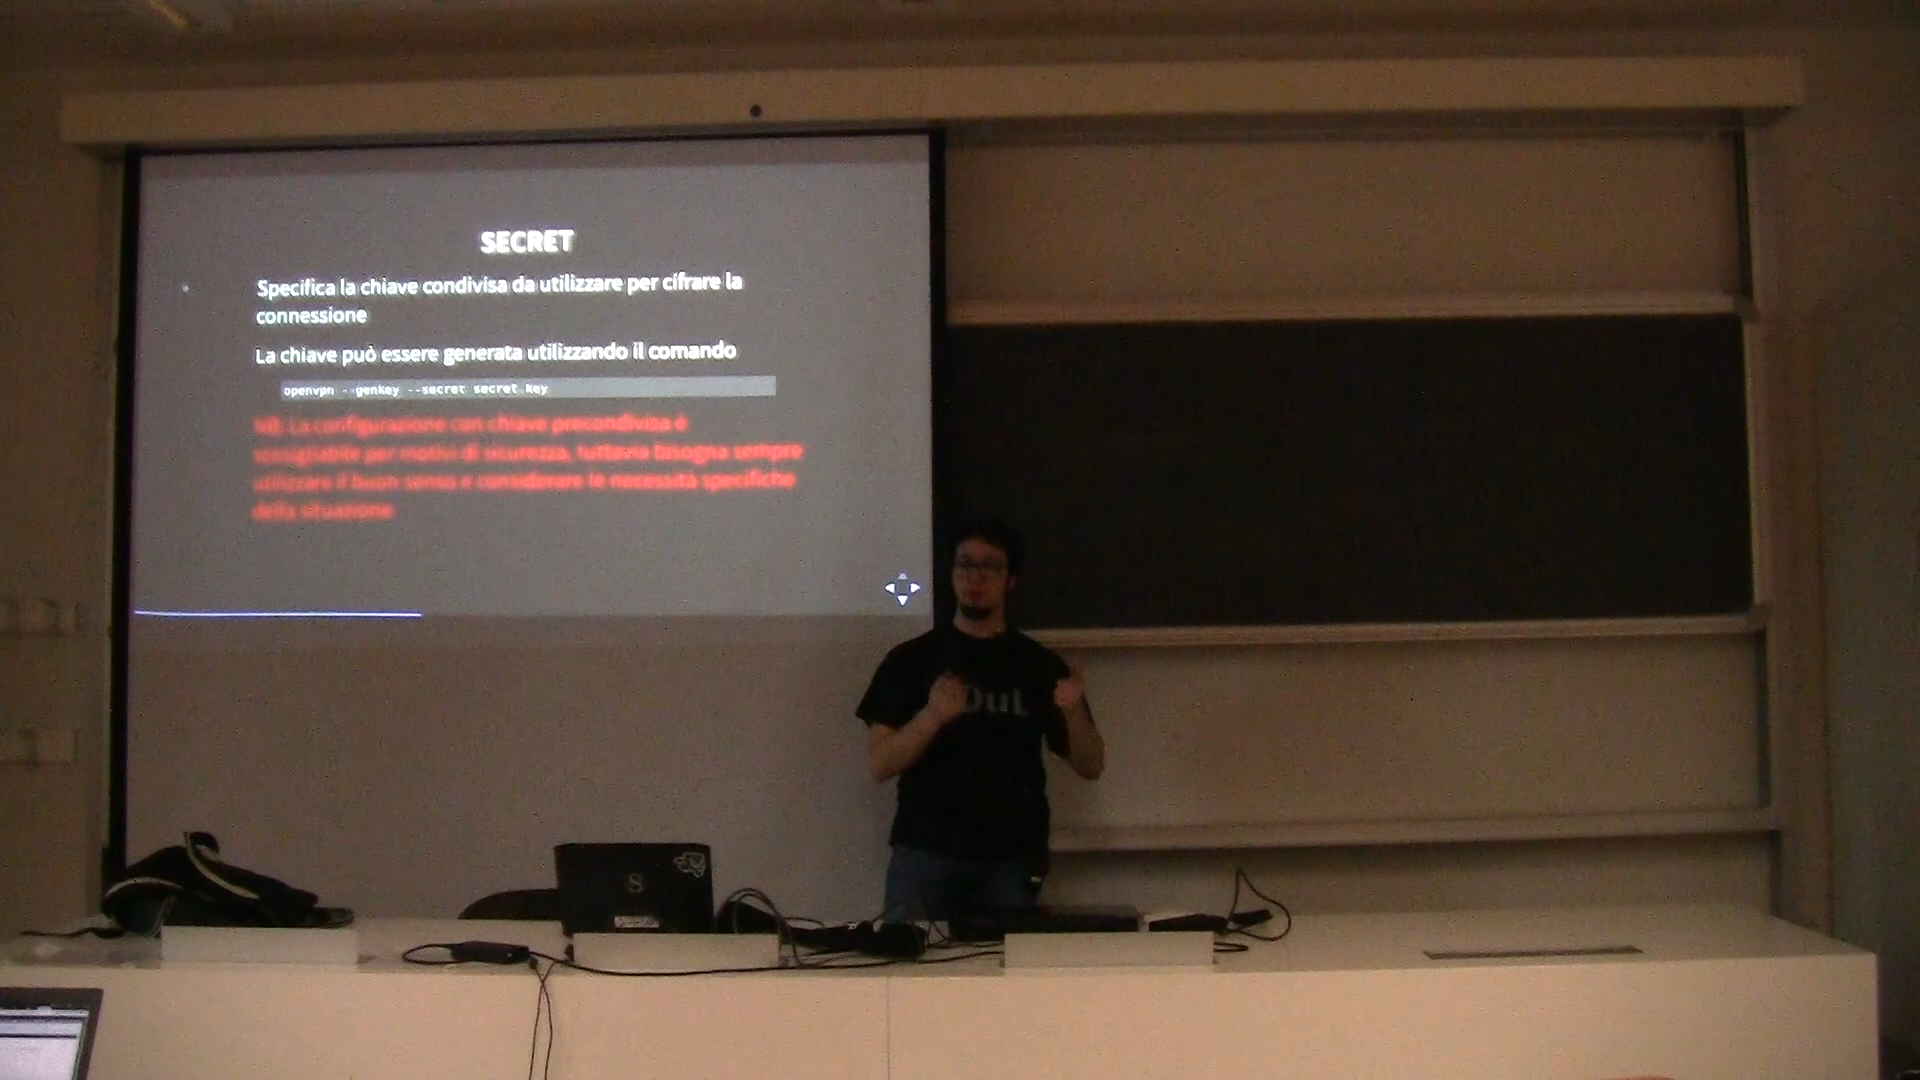 SECRET
Specifica la chiave condivisa da utilizzare per cifrare la
connessione
La chiave può essere generata utilizzando il comando
openvpn --genkey --secret secret.key
NB: La configurazione con chiave precondivisa è
sconsigliabile per motivi di sicurezza, tuttavia bisogna sempre
utilizzare il buon senso e considerare le necessità specifiche
della situazione
S